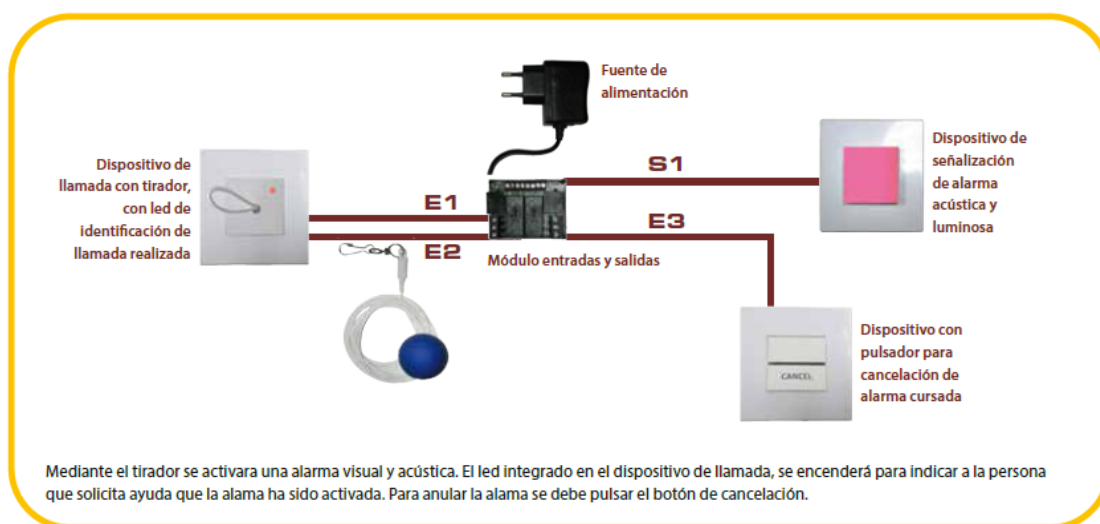 Fuente de
alimentación
Dispositivo de
llamada con tirador,
con led de
identificación de
llamada realizada
E1
E2
S1
E3
Módulo entradas y salidas
Dispositivo de
señalización
de alarma
acústica y
luminosa
CANCEL
Dispositivo con
pulsador para
cancelación de
alarma cursada
Mediante el tirador se activara una alarma visual y acústica. El led integrado en el dispositivo de llamada, se encenderá para indicar a la persona
que solicita ayuda que la alama ha sido activada. Para anular la alama se debe pulsar el botón de cancelación.